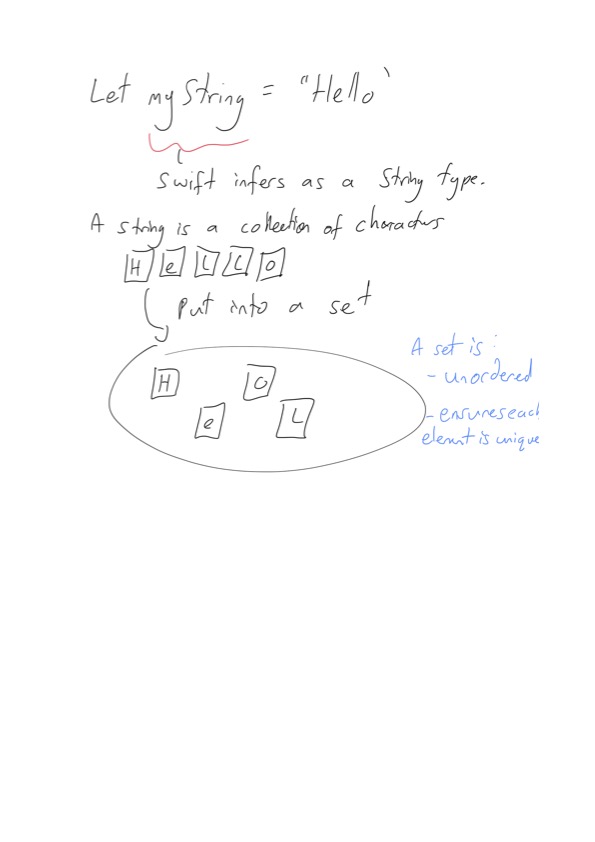 Let myString = "Hello"
Swift infers as a String type.
A string is a collection of characters
H e L L O
Put into a set
A set is:
- unordered
- ensures each
element is unique
H O
e L